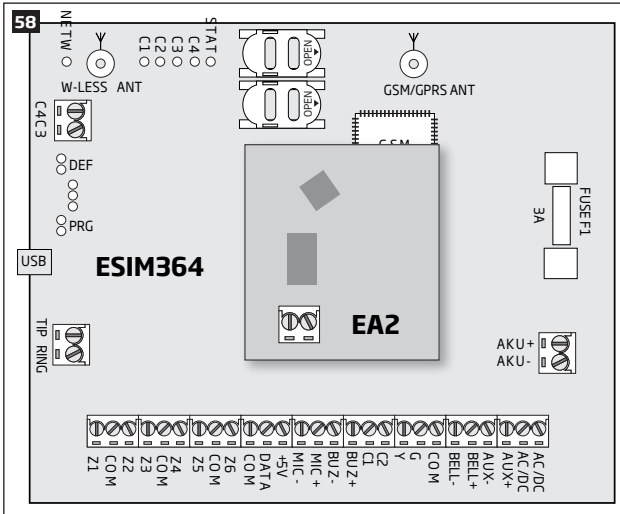 58
NETW
C1
C2
C3
C4
STAT
OPEN
OPEN
W-LESS ANT
GSM/GPRS ANT
C4 C3
DEF
PRG
USB
ESIM364
EA2
FUSE F1
3A
TIP RING
AKU+
AKU-
Z1
COM
Z2
Z3
COM
Z4
Z5
COM
Z6
COM
DATA
+5V
MIC -
MIC +
BUZ-
BUZ+
C1
C2
Y
G
COM
BELL-
BELL+
AUX-
AUX+
AC/DC
AC/DC